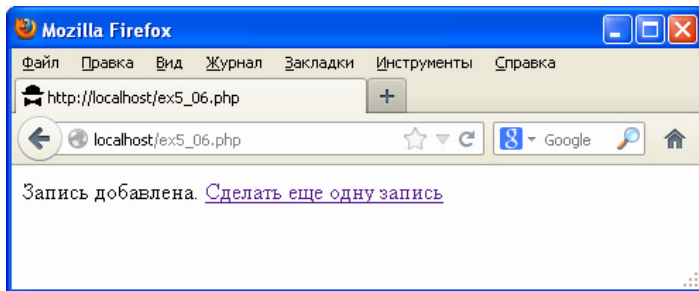 Mozilla Firefox
Файл Правка Вид Журнал Закладки Инструменты Справка
http://localhost/ex5_06.php
localhost/ex5_06.php
Google
Запись добавлена. Сделать еще одну запись